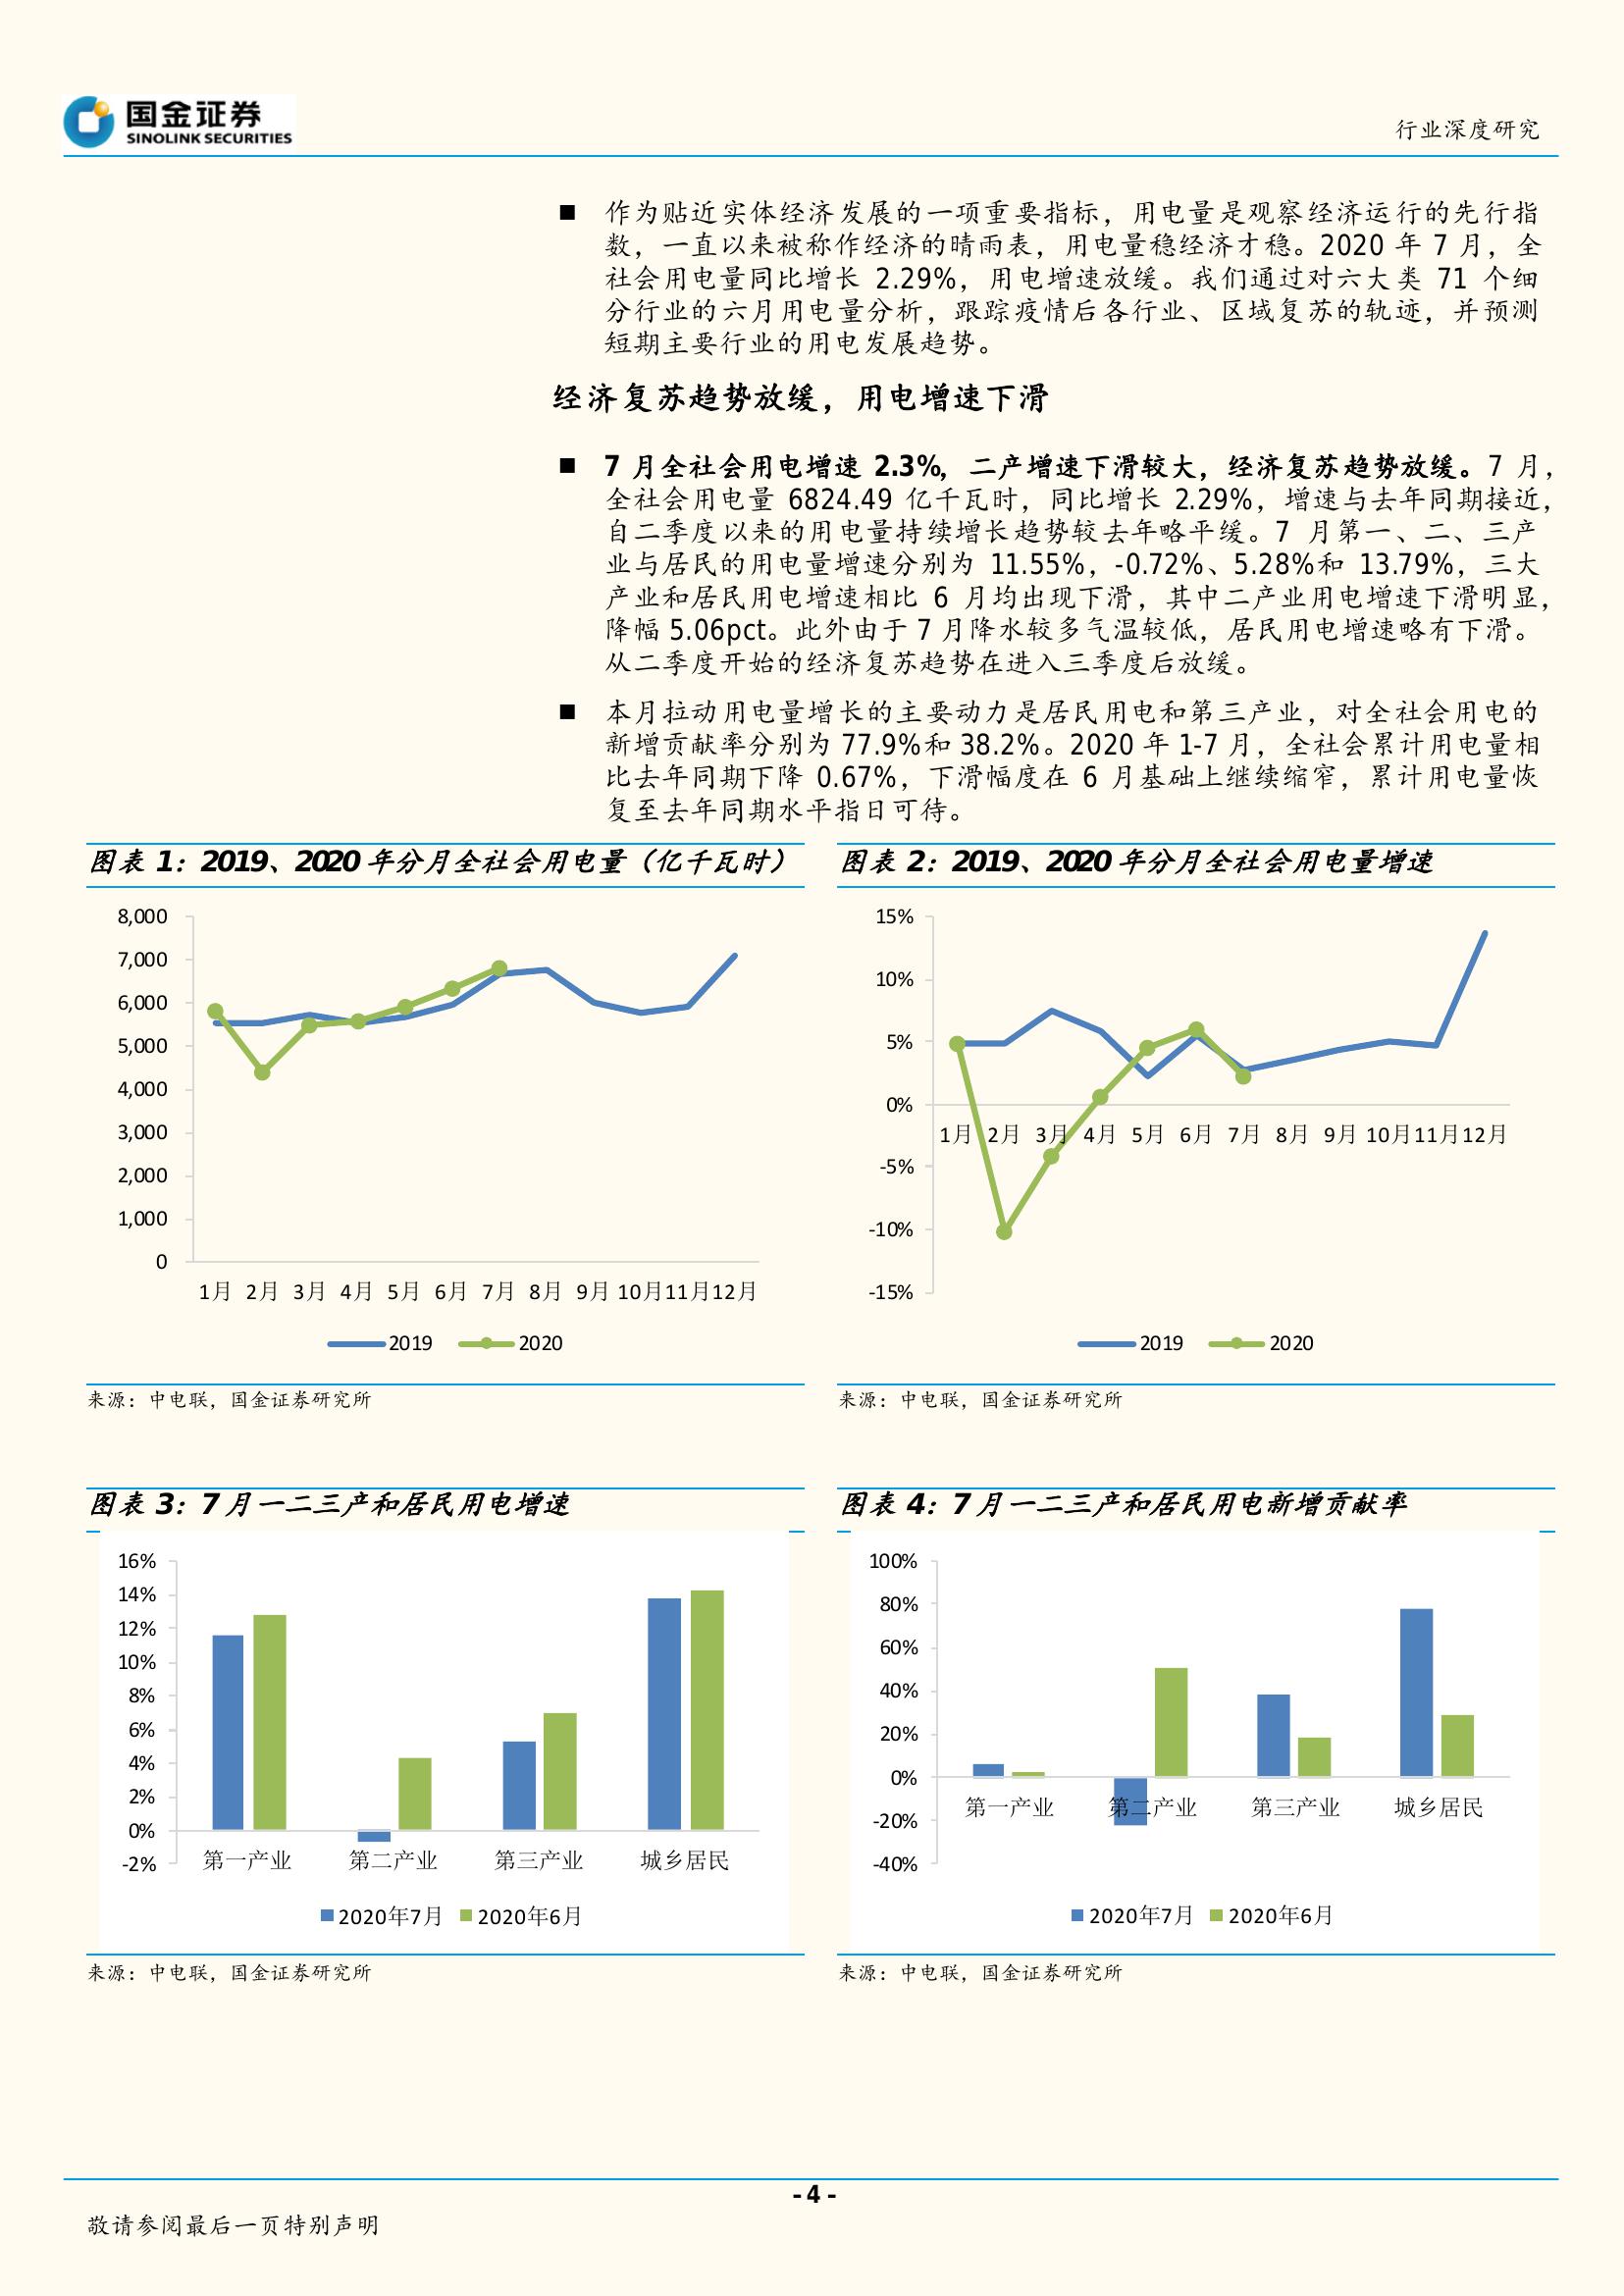 国金证券
SINOLINK SECURITIES
行业深度研究
■ 作为贴近实体经济发展的一项重要指标，用电量是观察经济运行的先行指
数，一直以来被称作经济的晴雨表，用电量稳经济才稳。2020 年 7 月，全
社会用电量同比增长 2.29%，用电增速放缓。我们通过对六大类 71 个细
分行业的六月用电量分析，跟踪疫情后各行业、区域复苏的轨迹，并预测
短期主要行业的用电发展趋势。
经济复苏趋势放缓，用电增速下滑
■ 7 月全社会用电增速 2.3%，二产增速下滑较大，经济复苏趋势放缓。7 月，
全社会用电量 6824.49 亿千瓦时，同比增长 2.29%，增速与去年同期接近，
自二季度以来的用电量持续增长趋势较去年略平缓。7 月第一、二、三产
业与居民的用电量增速分别为 11.55%，-0.72%、5.28%和 13.79%，三大
产业和居民用电增速相比 6 月均出现下滑，其中二产业用电增速下滑明显，
降幅 5.06pct。此外由于 7 月降水较多气温较低，居民用电增速略有下滑。
从二季度开始的经济复苏趋势在进入三季度后放缓。
■ 本月拉动用电量增长的主要动力是居民用电和第三产业，对全社会用电的
新增贡献率分别为 77.9%和 38.2%。2020 年 1-7 月，全社会累计用电量相
比去年同期下降 0.67%，下滑幅度在 6 月基础上继续缩窄，累计用电量恢
复至去年同期水平指日可待。
图表 1：2019、2020 年分月全社会用电量（亿千瓦时）
8,000
7,000
6,000
5,000
4,000
3,000
2,000
1,000
0
1月 2月 3月 4月 5月 6月 7月 8月 9月 10月 11月 12月
2019 2020
来源：中电联，国金证券研究所
图表 2：2019、2020 年分月全社会用电量增速
15%
10%
5%
0%
1月 2月 3月 4月 5月 6月 7月 8月 9月 10月 11月 12月
-5%
-10%
-15%
2019 2020
来源：中电联，国金证券研究所
图表 3：7 月一二三产和居民用电增速
16%
14%
12%
10%
8%
6%
4%
2%
0%
-2%
第一产业 第二产业 第三产业 城乡居民
2020年7月 2020年6月
来源：中电联，国金证券研究所
图表 4：7 月一二三产和居民用电新增贡献率
100%
80%
60%
40%
20%
0%
第一产业 第二产业 第三产业 城乡居民
-20%
-40%
2020年7月 2020年6月
来源：中电联，国金证券研究所
- 4 -
敬请参阅最后一页特别声明